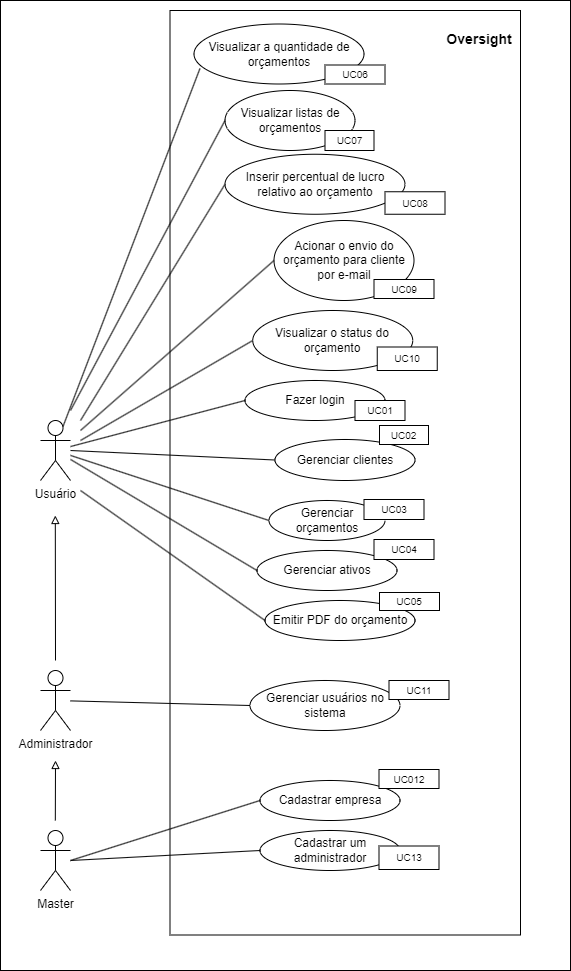 Oversight
Visualizar a quantidade de
orçamentos
UC06
Visualizar listas de
orçamentos
UC07
Inserir percentual de lucro
relativo ao orçamento
UC08
Acionar o envio do
orçamento para cliente
por e-mail
UC09
Visualizar o status do
orçamento
UC10
Fazer login
UC01
UC02
Gerenciar clientes
Usuário
UC03
Gerenciar
orçamentos
UC04
Gerenciar ativos
UC05
Emitir PDF do orçamento
UC11
Gerenciar usuários no
sistema
Administrador
UC012
Cadastrar empresa
Cadastrar um
administrador
UC13
Master